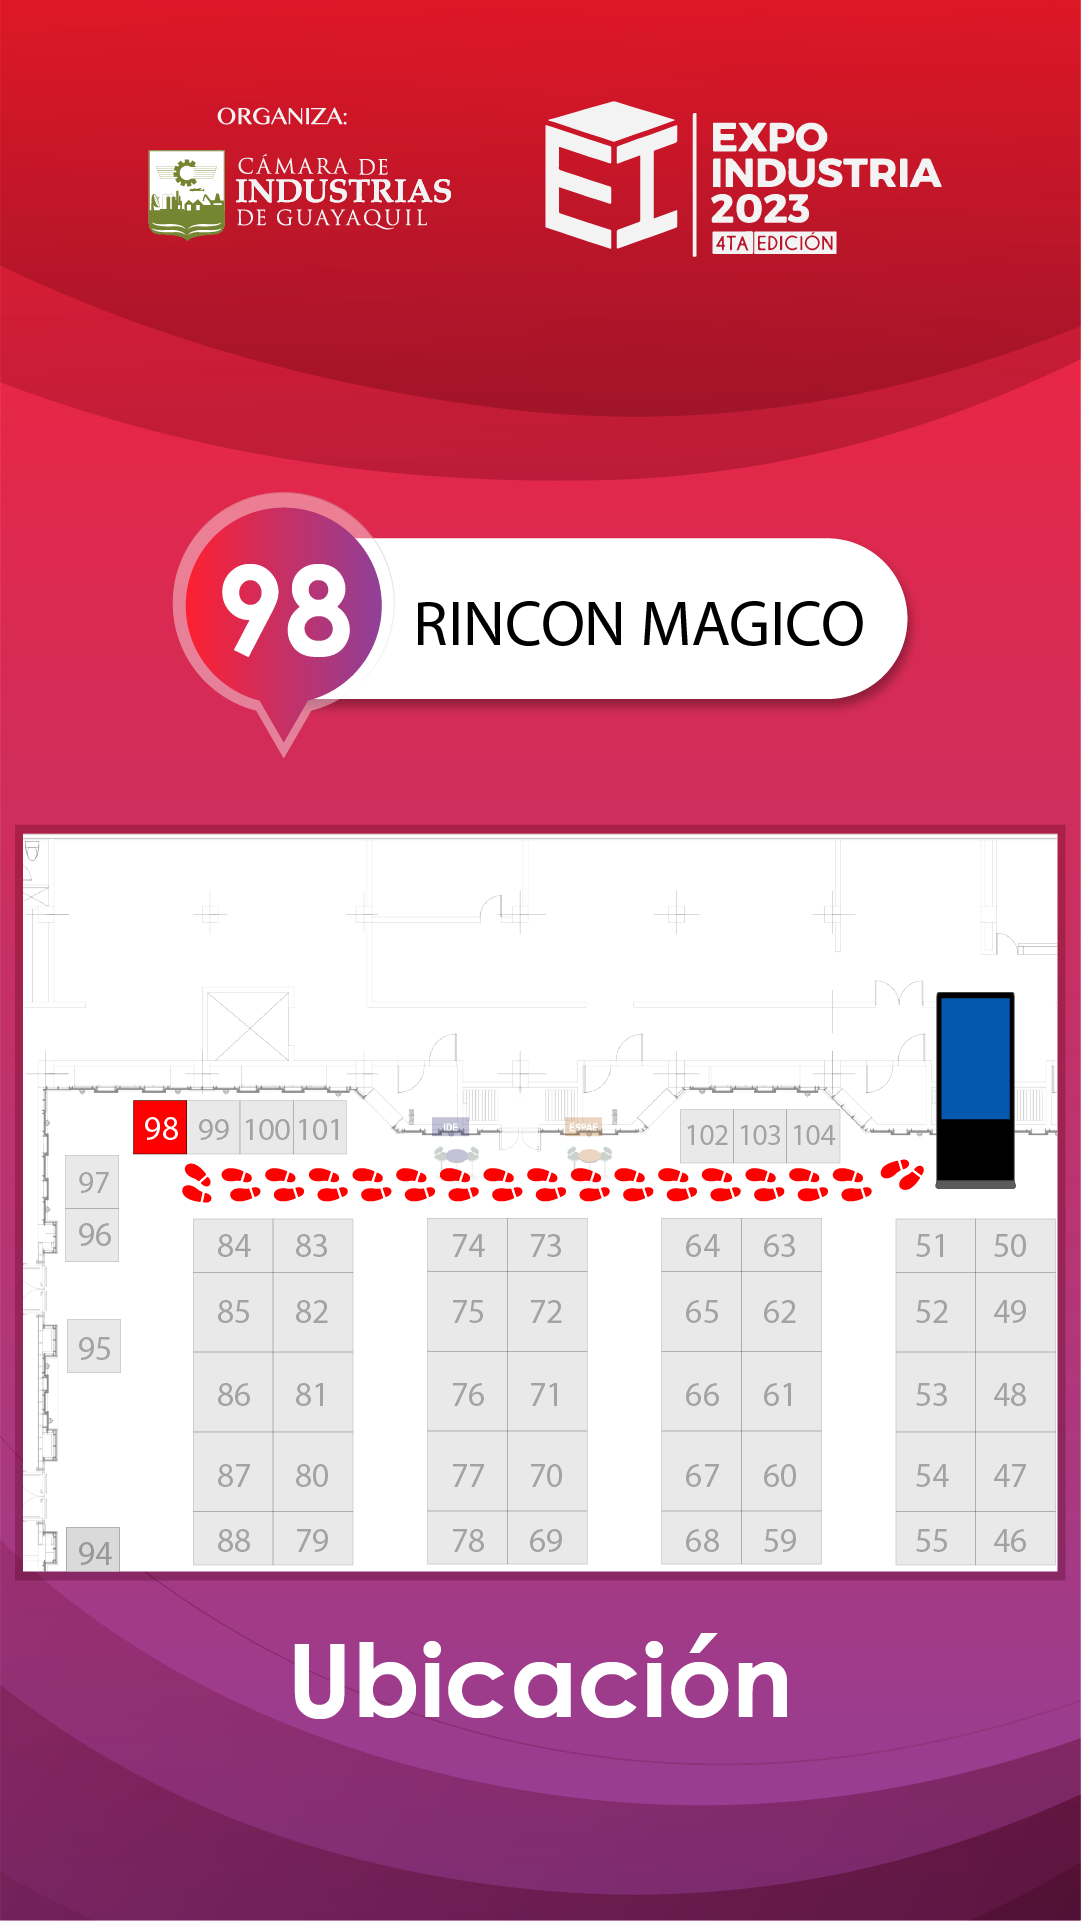 ORGANIZA:
CÁMARA DE
INDUSTRIAS
DE GUAYAQUIL
EXPO
INDUSTRIA
2023
4TA EDICIÓN
98
RINCON MAGICO
IDE
ESPAE
98 99 100 101
102 103 104
97
96
84 83 74 73 64 63 51 50
85 82 75 72 65 62 52 49
95
86 81 76 71 66 61 53 48
87 80 77 70 67 60 54 47
88 79 78 69 68 59 55 46
94
Ubicación